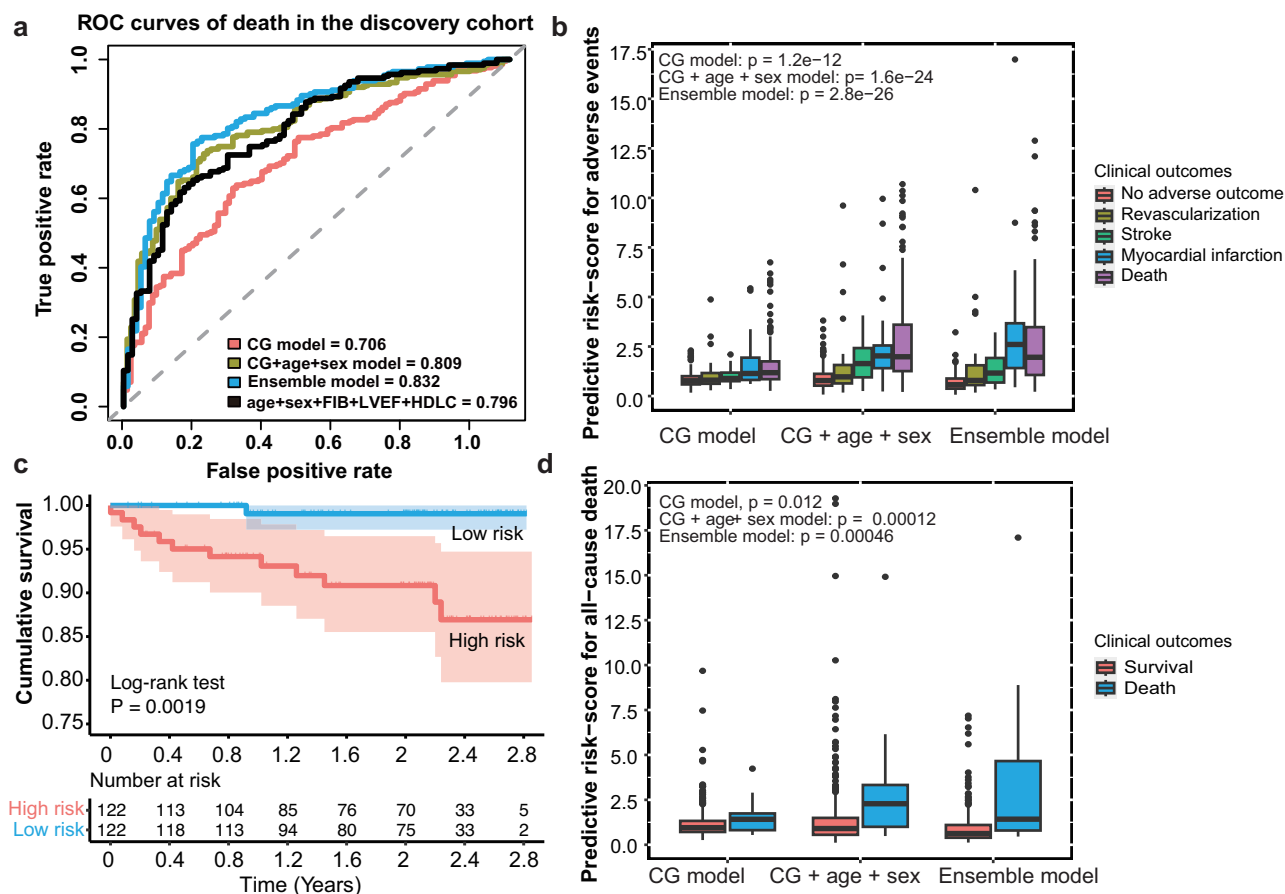 a
ROC curves of death in the discovery cohort
True positive rate
1.0
0.8
0.6
0.4
0.2
0.0
CG model = 0.706
CG+age+sex model = 0.809
Ensemble model = 0.832
age+sex+FIB+LVEF+HDLC = 0.796
0.0 0.2 0.4 0.6 0.8 1.0
False positive rate
b
Predictive risk-score for adverse events
17.5
15.0
12.5
10.0
7.5
5.0
2.5
0.0
CG model: p = 1.2e−12
CG + age + sex model: p= 1.6e−24
Ensemble model: p = 2.8e−26
CG model CG + age + sex Ensemble model
Clinical outcomes
No adverse outcome
Revascularization
Stroke
Myocardial infarction
Death
c
Cumulative survival
1.00
0.95
0.90
0.85
0.80
0.75
Low risk
High risk
Log-rank test
P = 0.0019
0 0.4 0.8 1.2 1.6 2 2.4 2.8
Number at risk
High risk 122 113 104 85 76 70 33 5
Low risk 122 118 113 94 80 75 33 2
0 0.4 0.8 1.2 1.6 2 2.4 2.8
Time (Years)
d
Predictive risk-score for all-cause death
20.0
17.5
15.0
12.5
10.0
7.5
5.0
2.5
0.0
CG model, p = 0.012
CG + age+ sex model: p = 0.00012
Ensemble model: p = 0.00046
CG model CG + age + sex Ensemble model
Clinical outcomes
Survival
Death